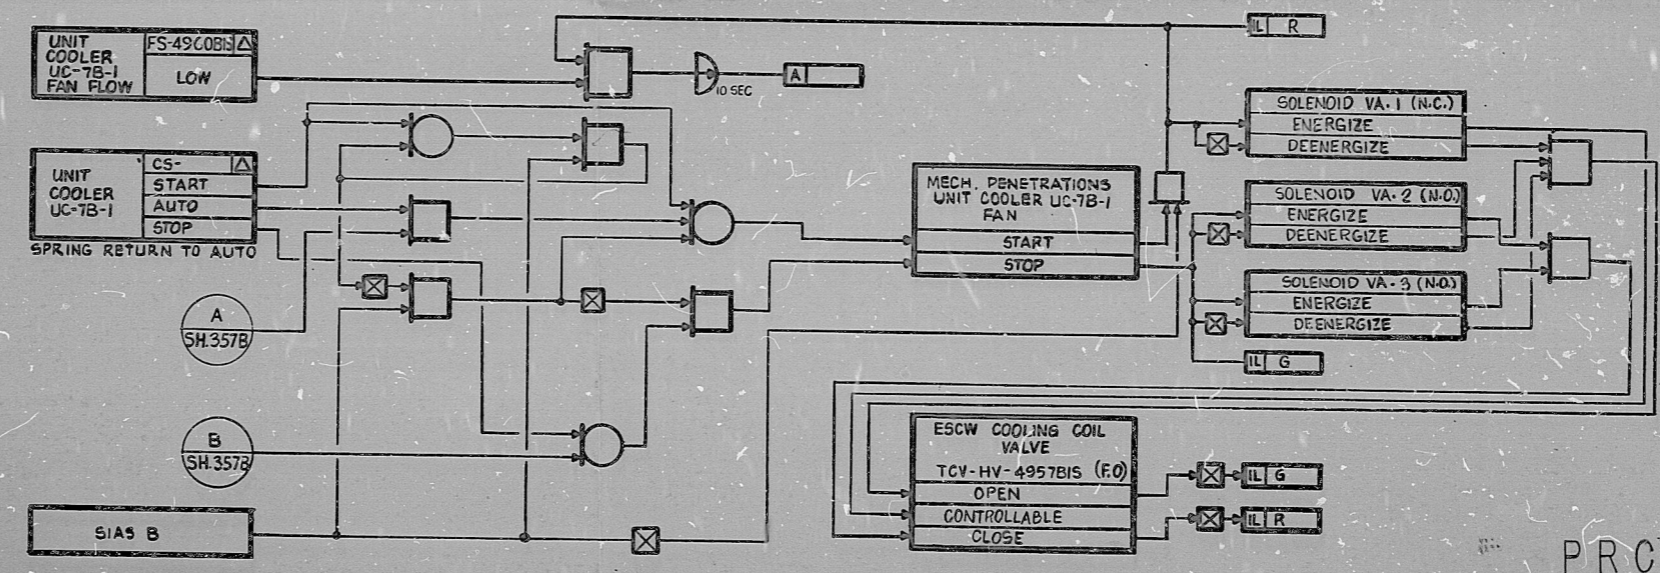 UNIT
COOLER
UC-7B-1
FAN FLOW
FS-4960BIS Δ
LOW
UNIT
COOLER
UC-7B-1
CS- Δ
START
AUTO
STOP
SPRING RETURN TO AUTO
A
SH.357B
B
SH.357B
SIAS B
10 SEC
A
IL R
MECH. PENETRATIONS
UNIT COOLER UC-7B-1
FAN
START
STOP
SOLENOID VA.1 (N.C.)
ENERGIZE
DEENERGIZE
SOLENOID VA.2 (N.O.)
ENERGIZE
DEENERGIZE
SOLENOID VA-3 (N.O.)
ENERGIZE
DEENERGIZE
IL G
ESCW COOLING COIL
VALVE
TCV-HV-4957BIS (F.O)
OPEN
CONTROLLABLE
CLOSE
IL G
IL R
PRC